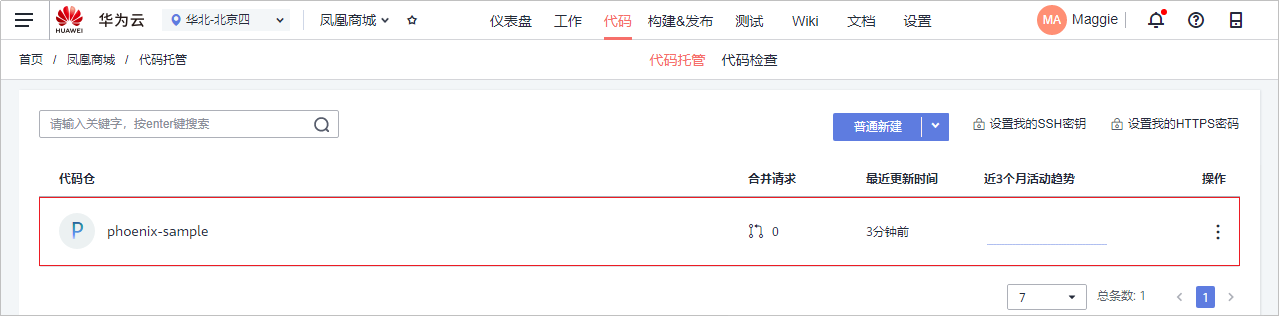 HUAWEI 华为云 华北-北京四 凤凰商城 仪表盘 工作 代码 构建&发布 测试 Wiki 文档 设置 MA Maggie
首页 / 凤凰商城 / 代码托管 代码托管 代码检查
请输入关键字，按enter键搜索 普通新建 设置我的SSH密钥 设置我的HTTPS密码
代码仓 合并请求 最近更新时间 近3个月活动趋势 操作
P phoenix-sample 0 3分钟前
7 总条数: 1 1